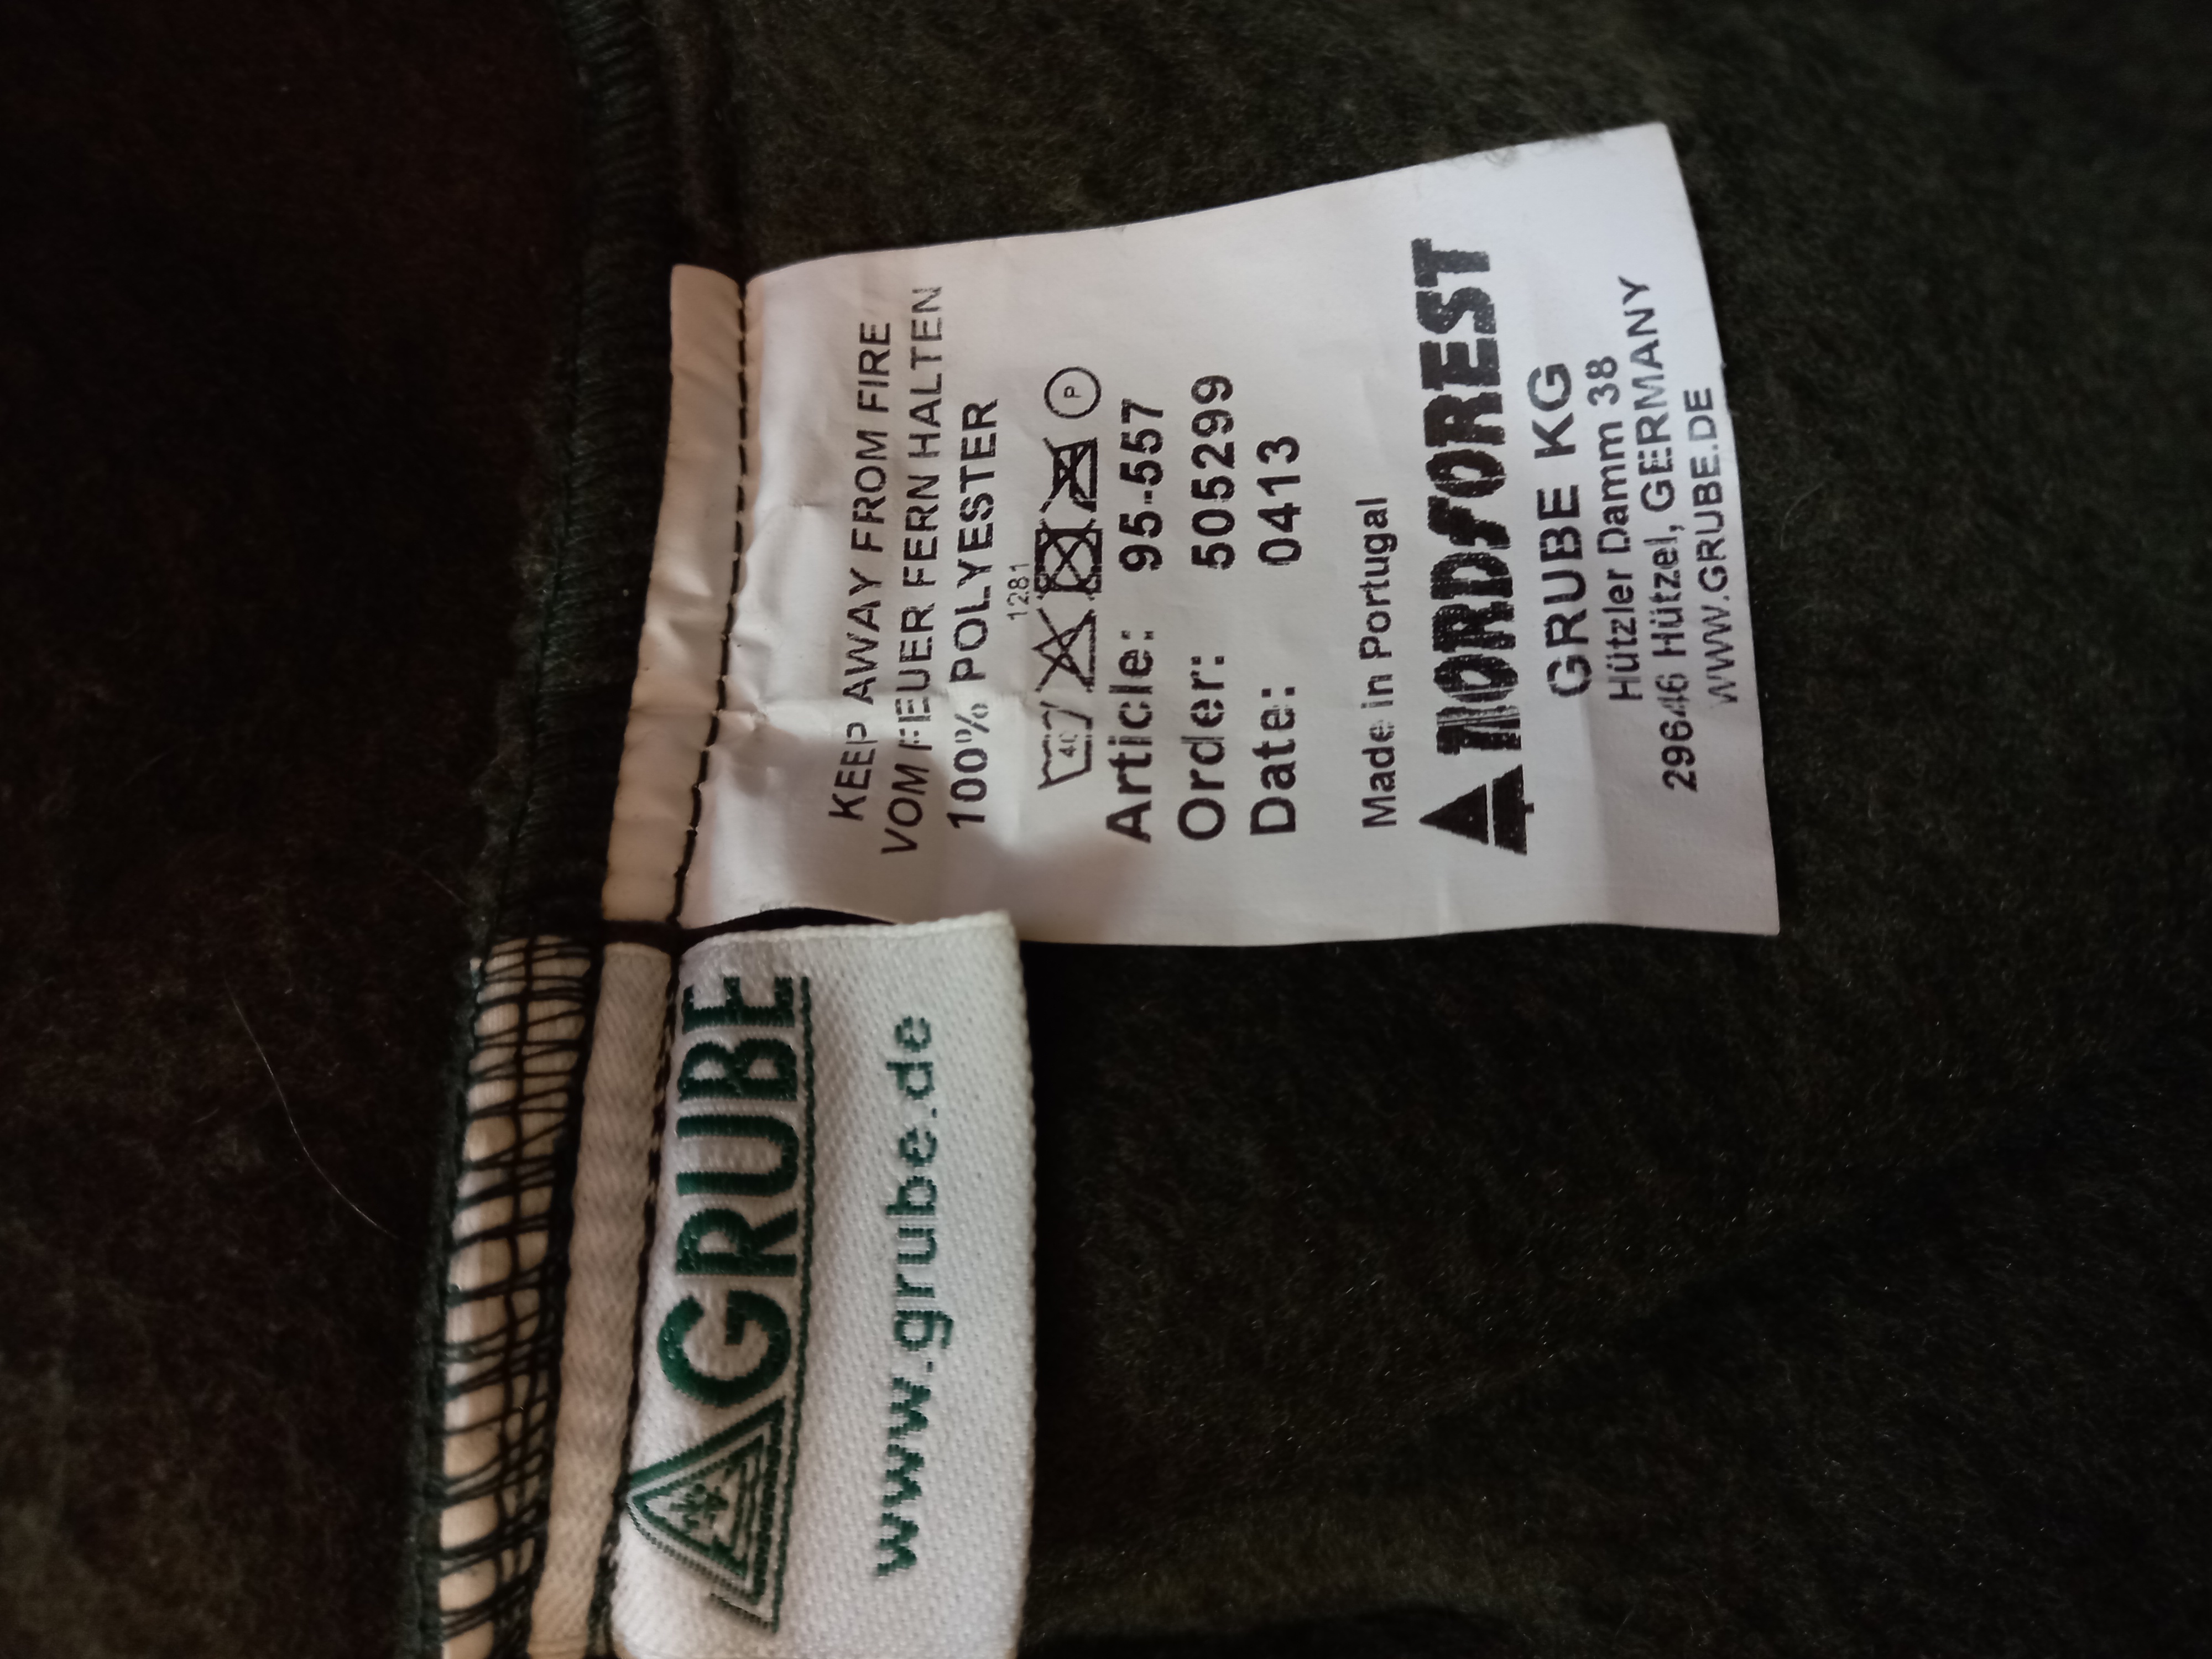 KEEP AWAY FROM FIRE
VOM FEUER FERN HALTEN
100% POLYESTER
1281
40 P
Article: 95-557
Order: 505299
Date: 0413
Made in Portugal
NORDFOREST
GRUBE KG
Hützler Damm 38
29646 Hützel, GERMANY
WWW.GRUBE.DE
GRUBE
www.grube.de